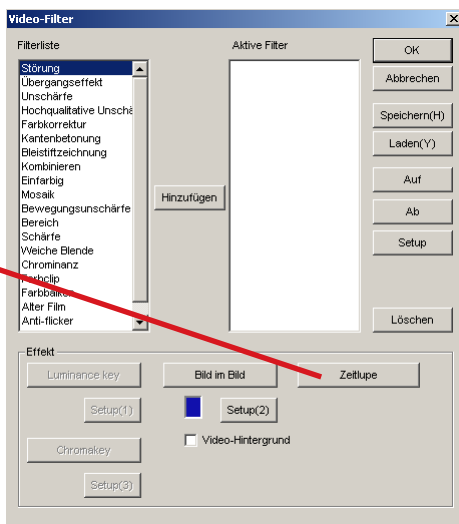 Video-Filter
Filterliste
Aktive Filter
Störung
Übergangseffekt
Unschärfe
Hochqualitative Unschä
Farbkorrektur
Kantenbetonung
Bleistiftzeichnung
Kombinieren
Einfarbig
Mosaik
Bewegungsunschärfe
Bereich
Schärfe
Weiche Blende
Chrominanz
Farbclip
Farbbalken
Alter Film
Anti-flicker
Hinzufügen
OK
Abbrechen
Speichern(H)
Laden(Y)
Auf
Ab
Setup
Löschen
Effekt
Luminance key
Bild im Bild
Zeitlupe
Setup(1)
Setup(2)
Video-Hintergrund
Chromakey
Setup(3)